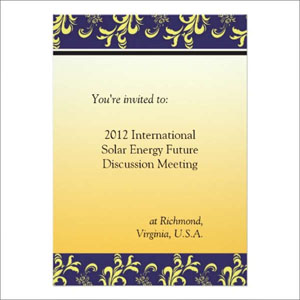 You're invited to:
2012 International
Solar Energy Future
Discussion Meeting
at Richmond,
Virginia, U.S.A.